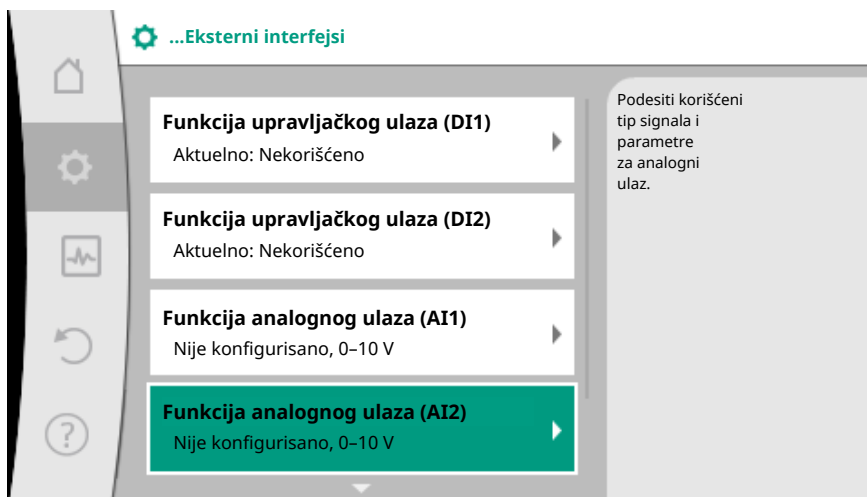 ...Eksterni interfejsi
Funkcija upravljačkog ulaza (DI1)
Aktuelno: Nekorišćeno
Funkcija upravljačkog ulaza (DI2)
Aktuelno: Nekorišćeno
Funkcija analognog ulaza (AI1)
Nije konfigurisano, 0–10 V
Funkcija analognog ulaza (AI2)
Nije konfigurisano, 0–10 V
Podesiti korišćeni
tip signala i
parametre
za analogni
ulaz.